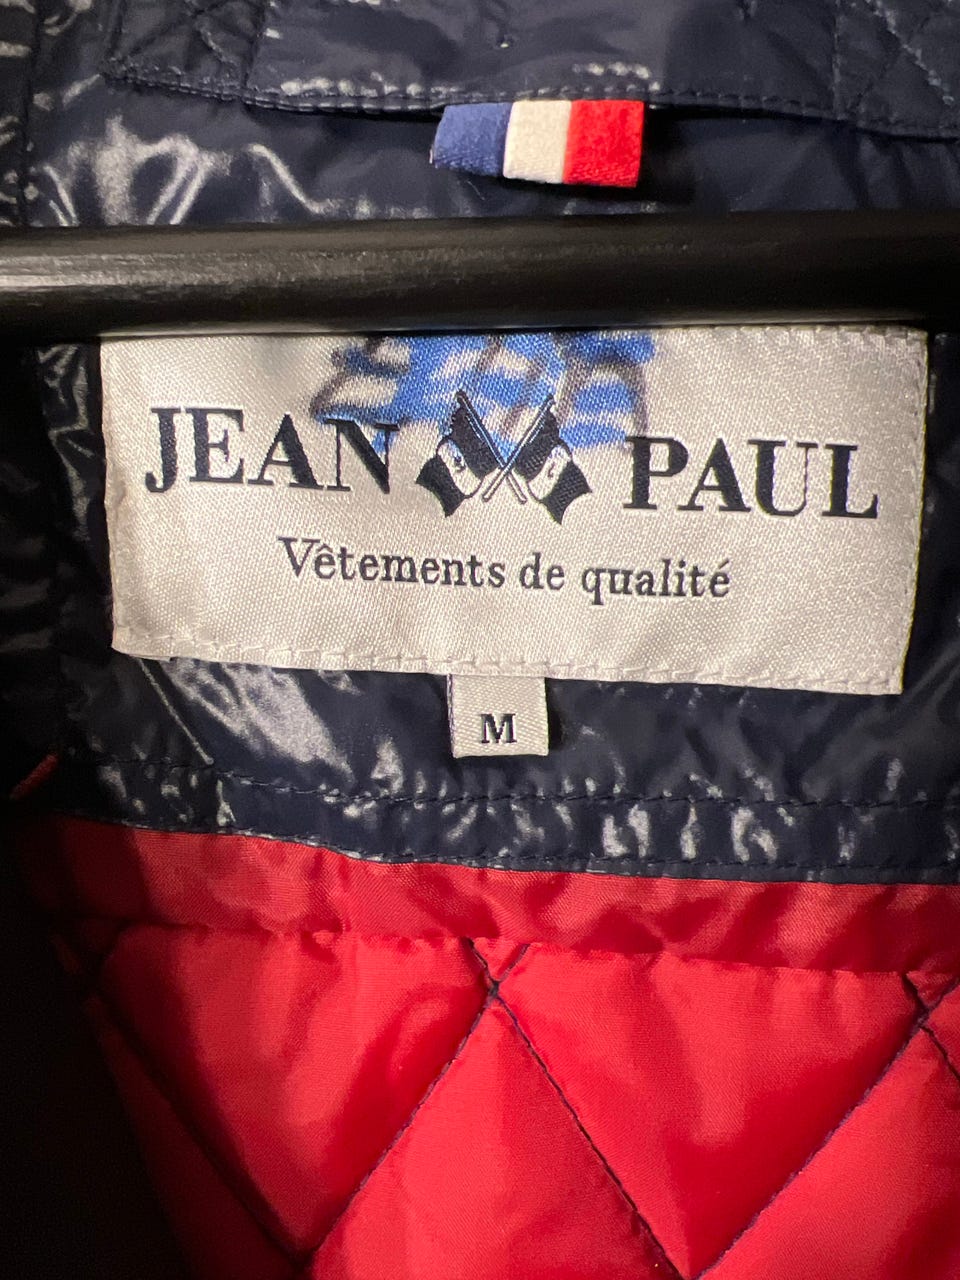 JEAN PAUL
Vêtements de qualité
M